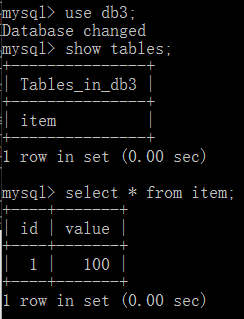 mysql> use db3;
Database changed
mysql> show tables;
+---------------+
| Tables_in_db3 |
+---------------+
| item          |
+---------------+
1 row in set (0.00 sec)

mysql> select * from item;
+----+-------+
| id | value |
+----+-------+
|  1 |   100 |
+----+-------+
1 row in set (0.00 sec)